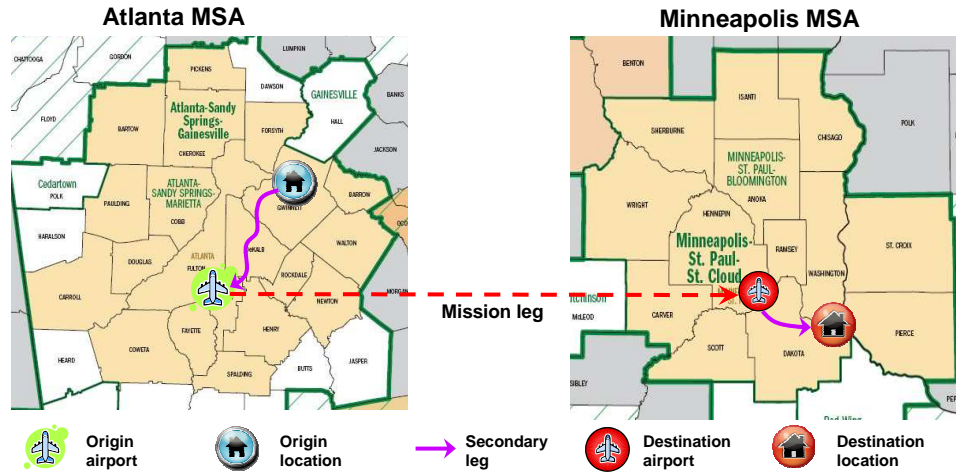 Atlanta MSA
Minneapolis MSA
CHATTOOGA
GORDON
PICKENS
LUMPKIN
DAWSON
GAINESVILLE
BANKS
FLOYD
BARTOW
Atlanta-Sandy
Springs-
Gainesville
CHEROKEE
FORSYTH
HALL
JACKSON
Cedartown
POLK
ATLANTA-
SANDY SPRINGS-
MARIETTA
COBB
GWINNETT
BARROW
HARALSON
PAULDING
DOUGLAS
ATLANTA
FULTON
DeKALB
WALTON
ROCKDALE
CARROLL
NEWTON
MORGAN
FAYETTE
HENRY
HEARD
COWETA
SPALDING
BUTTS
JASPER
Mission leg
BENTON
ISANTI
SHERBURNE
CHISAGO
POLK
MINNEAPOLIS-
ST. PAUL-
BLOOMINGTON
WRIGHT
ANOKA
HENNEPIN
Minneapolis-
St. Paul-
St. Cloud
RAMSEY
WASHINGTON
ST. CROIX
McLEOD
CARVER
SCOTT
DAKOTA
PIERCE
SIBLEY
Origin
airport
Origin
location
Secondary
leg
Destination
airport
Destination
location